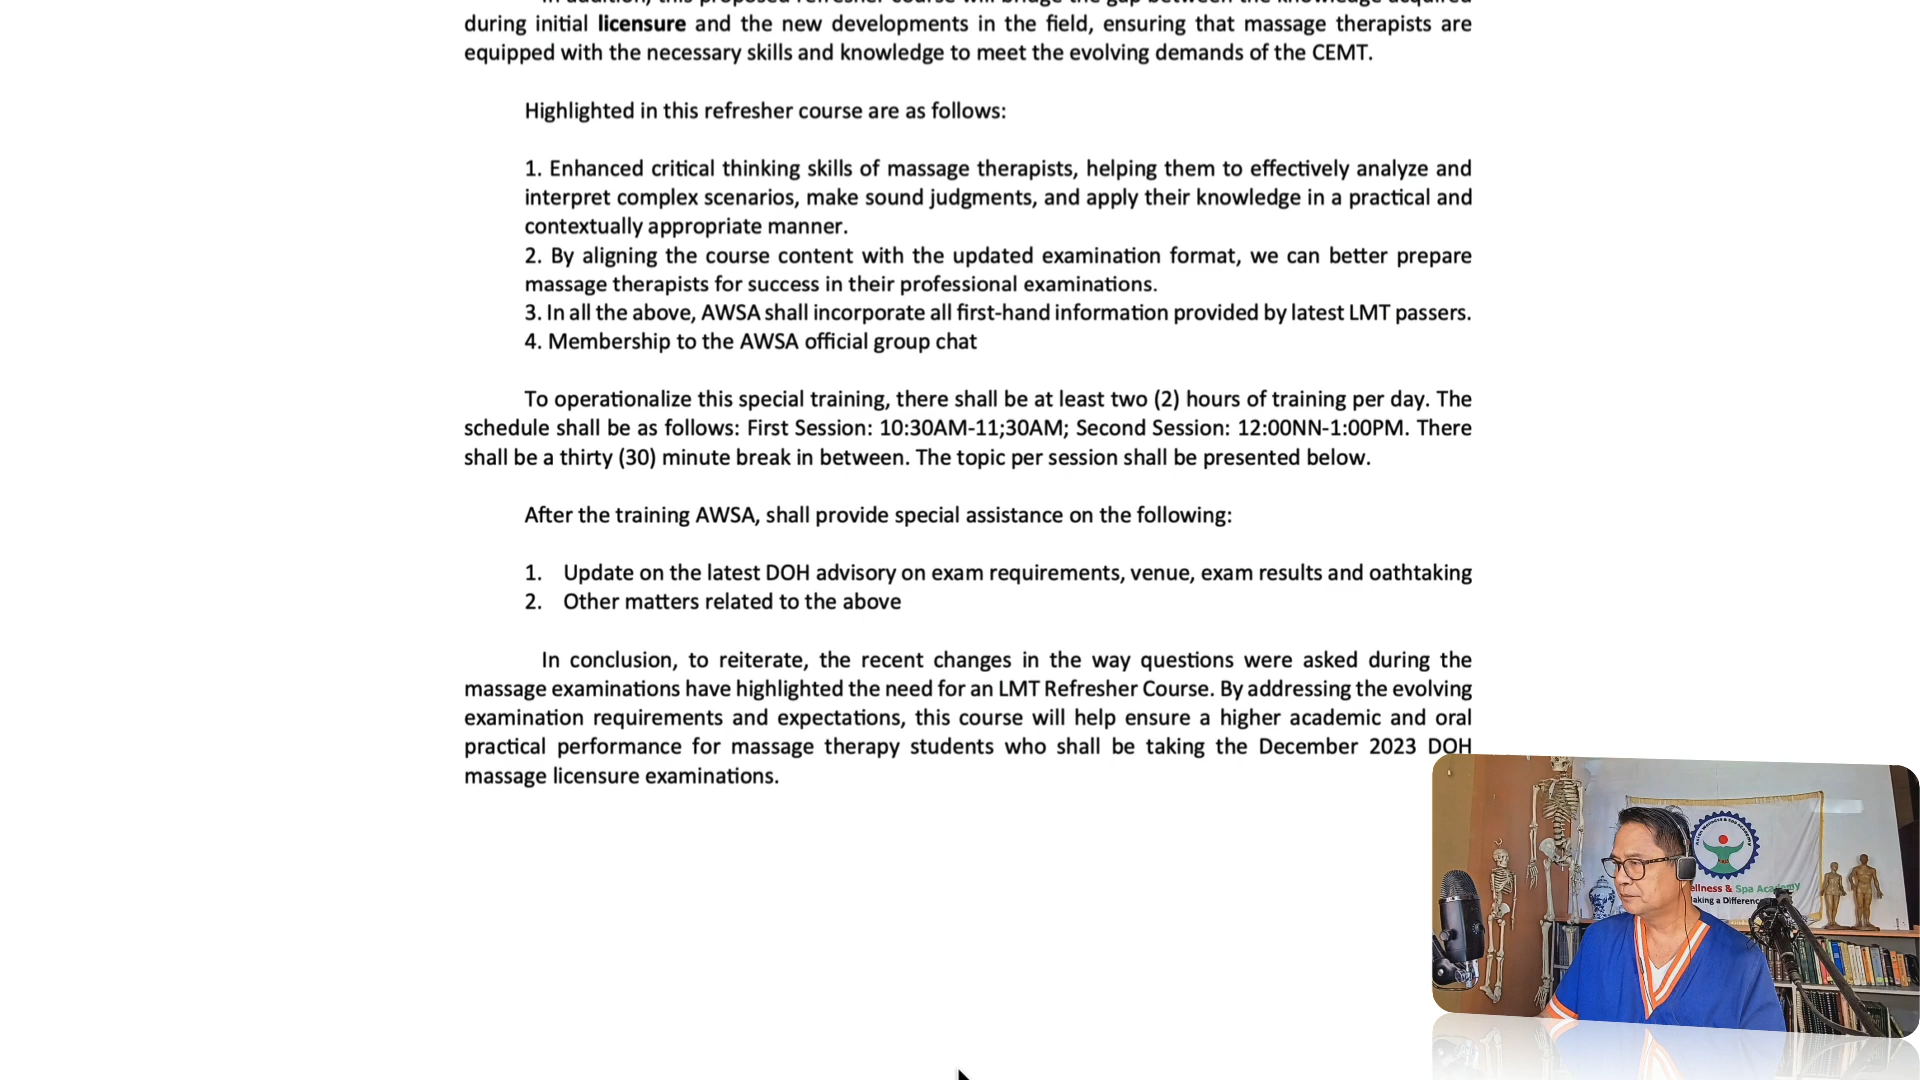 during initial licensure and the new developments in the field, ensuring that massage therapists are
equipped with the necessary skills and knowledge to meet the evolving demands of the CEMT.
Highlighted in this refresher course are as follows:
1. Enhanced critical thinking skills of massage therapists, helping them to effectively analyze and
interpret complex scenarios, make sound judgments, and apply their knowledge in a practical and
contextually appropriate manner.
2. By aligning the course content with the updated examination format, we can better prepare
massage therapists for success in their professional examinations.
3. In all the above, AWSA shall incorporate all first-hand information provided by latest LMT passers.
4. Membership to the AWSA official group chat
To operationalize this special training, there shall be at least two (2) hours of training per day. The
schedule shall be as follows: First Session: 10:30AM-11;30AM; Second Session: 12:00NN-1:00PM. There
shall be a thirty (30) minute break in between. The topic per session shall be presented below.
After the training AWSA, shall provide special assistance on the following:
1. Update on the latest DOH advisory on exam requirements, venue, exam results and oathtaking
2. Other matters related to the above
In conclusion, to reiterate, the recent changes in the way questions were asked during the
massage examinations have highlighted the need for an LMT Refresher Course. By addressing the evolving
examination requirements and expectations, this course will help ensure a higher academic and oral
practical performance for massage therapy students who shall be taking the December 2023 DOH
massage licensure examinations.
ellness & Spa Academy
aking a Differenc